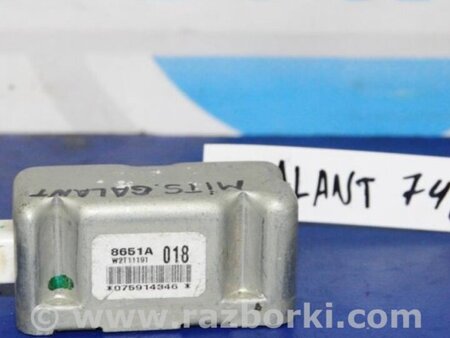 MITS.GALANT
ALANT 74
8651A 018
W2T11191
*075914346*
www.razborki.com